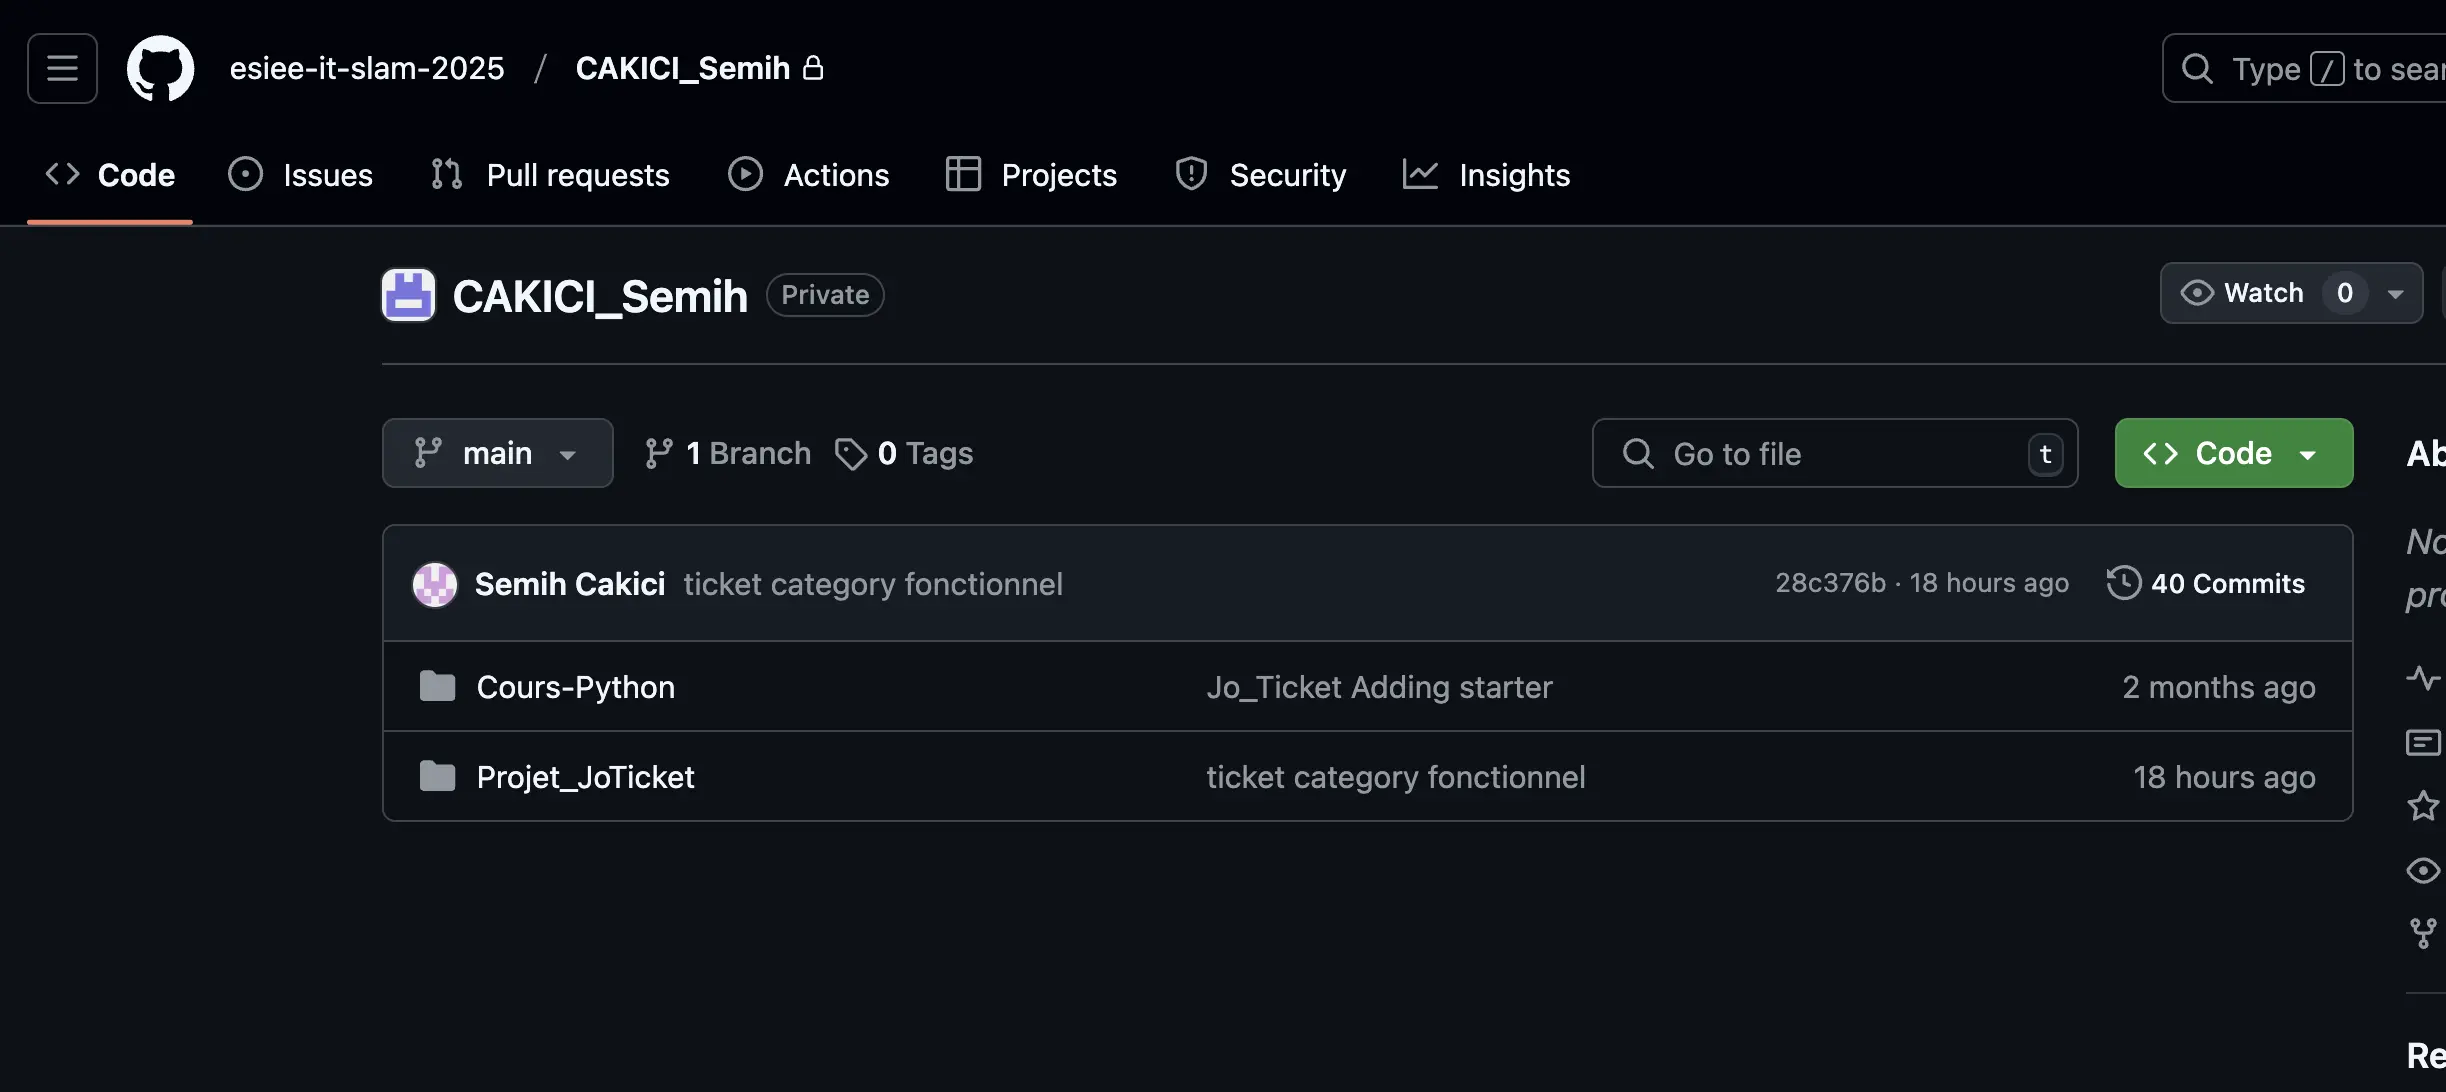 esiee-it-slam-2025 / CAKICI_Semih
Type / to sear
Code Issues Pull requests Actions Projects Security Insights
CAKICI_Semih Private
Watch 0
main 1 Branch 0 Tags
Go to file t
Code
Ab
Semih Cakici ticket category fonctionnel 28c376b · 18 hours ago 40 Commits
No
pro
Cours-Python Jo_Ticket Adding starter 2 months ago
Projet_JoTicket ticket category fonctionnel 18 hours ago
Re